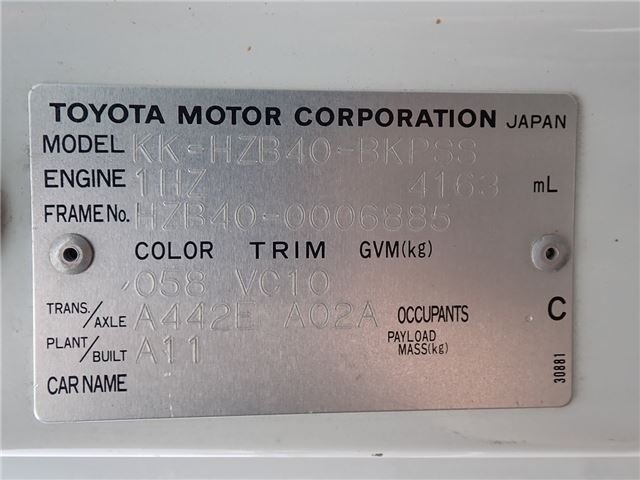 TOYOTA MOTOR CORPORATION JAPAN
MODEL KK-HZB40-BKPSS
ENGINE 1HZ 4163 mL
FRAME No. HZB40-0006885
COLOR TRIM GVM(kg)
058 VC10
TRANS./AXLE A442E A02A OCCUPANTS C
PLANT/BUILT A11 PAYLOAD MASS(kg)
CAR NAME
30881